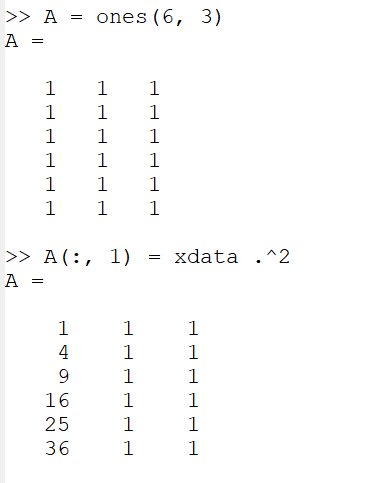 >> A = ones(6, 3)
A =
1 1 1
1 1 1
1 1 1
1 1 1
1 1 1
1 1 1
>> A(:, 1) = xdata .^2
A =
1 1 1
4 1 1
9 1 1
16 1 1
25 1 1
36 1 1